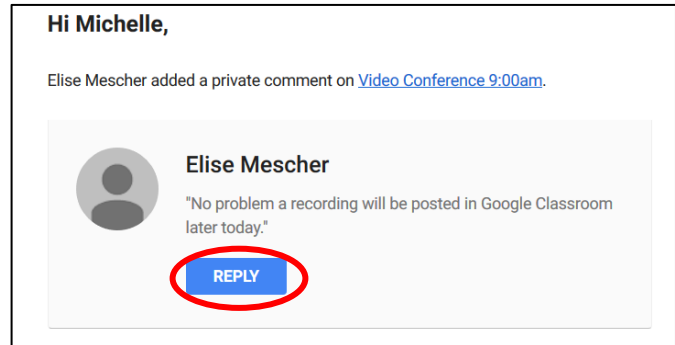 Hi Michelle,
Elise Mescher added a private comment on Video Conference 9:00am.
Elise Mescher
"No problem a recording will be posted in Google Classroom
later today."
REPLY